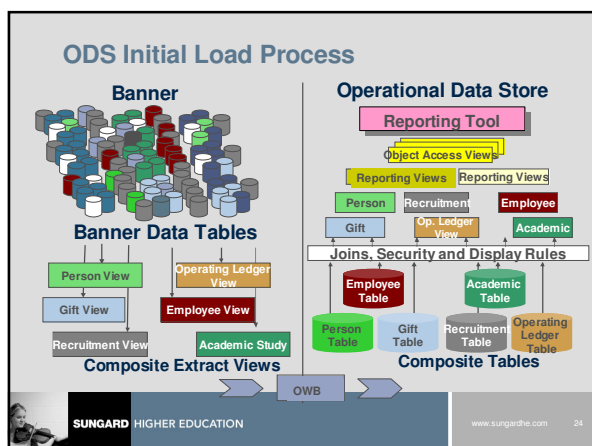 ODS Initial Load Process
Banner
Banner Data Tables
Person View
Operating Ledger
View
Gift View
Employee View
Recruitment View
Academic Study
Composite Extract Views
Operational Data Store
Reporting Tool
Object Access Views
Reporting Views
Reporting Views
Person
Recruitment
Employee
Gift
Op. Ledger
View
Academic
Joins, Security and Display Rules
Employee
Table
Academic
Table
Person
Table
Gift
Table
Recruitment
Table
Operating
Ledger
Table
Composite Tables
OWB
SUNGARD HIGHER EDUCATION
www.sungardhe.com
24